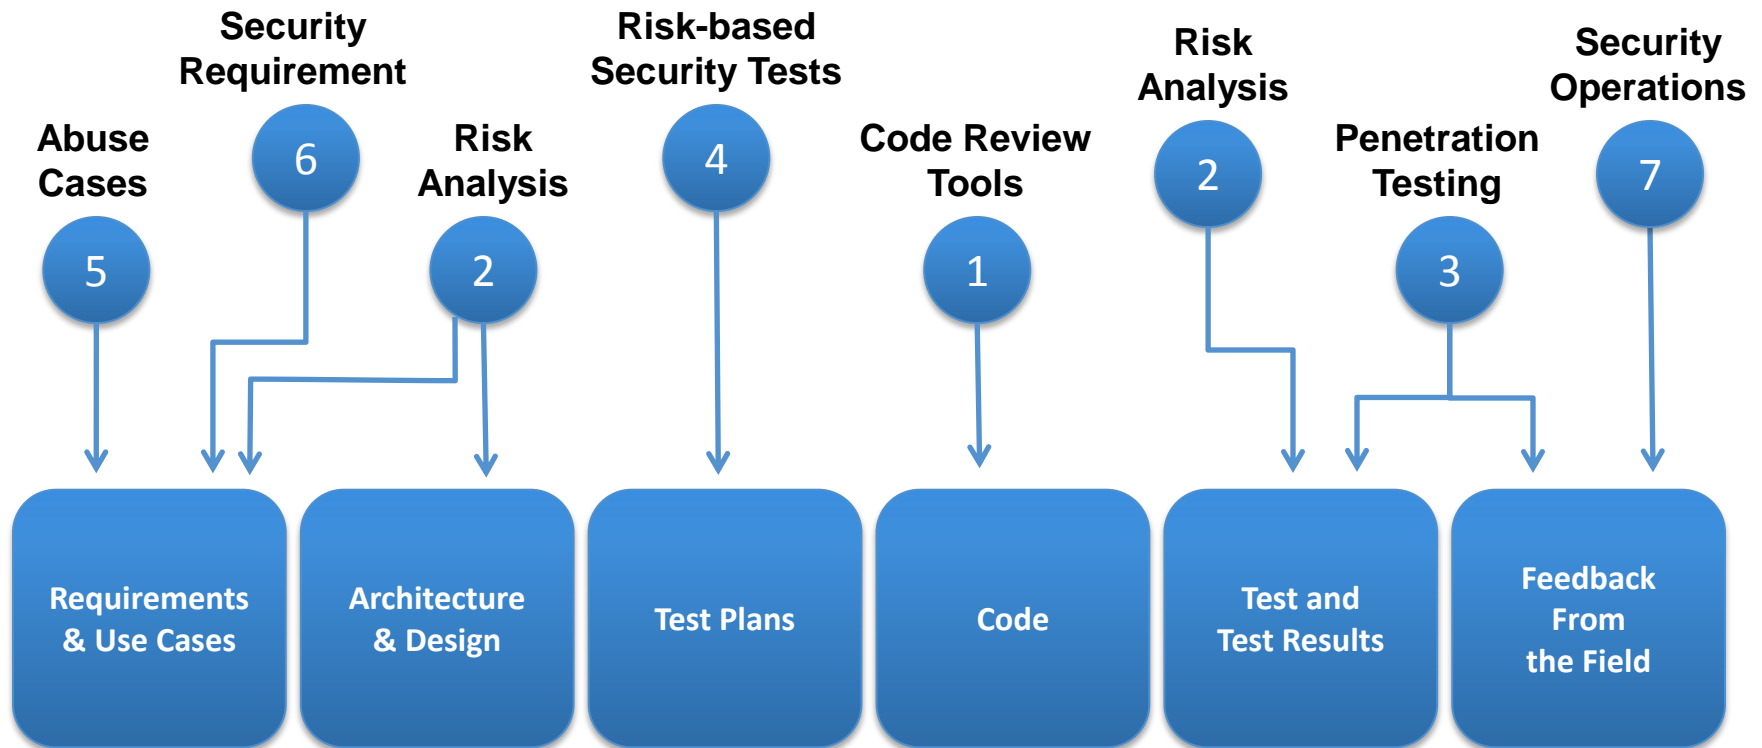 Security
Requirement
Risk-based
Security Tests
Risk
Analysis
Security
Operations
Abuse
Cases
6
Risk
Analysis
4
Code Review
Tools
2
Penetration
Testing
7
5
2
1
3
Requirements
& Use Cases
Architecture
& Design
Test Plans
Code
Test and
Test Results
Feedback
From
the Field